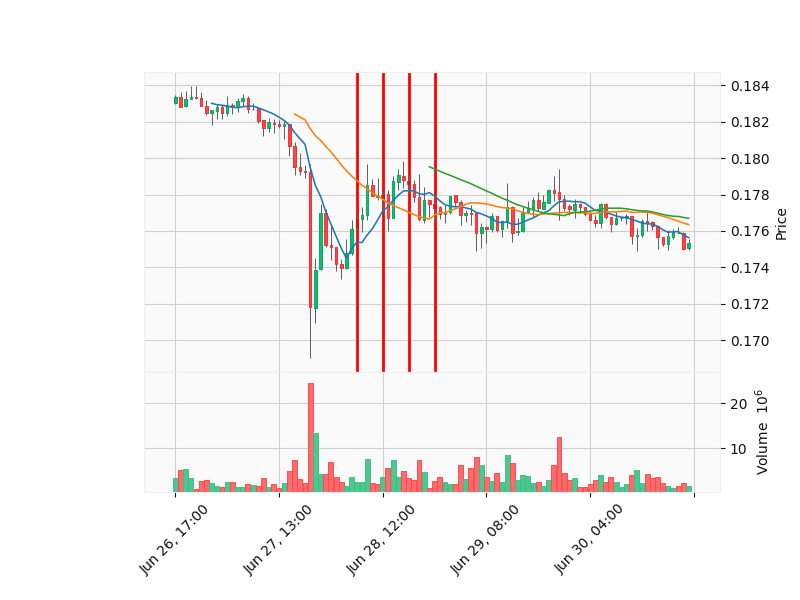 0.184
0.182
0.180
0.178
0.176
0.174
0.172
0.170
Price
20
10
Volume 10⁶
Jun 26, 17:00
Jun 27, 13:00
Jun 28, 12:00
Jun 29, 08:00
Jun 30, 04:00